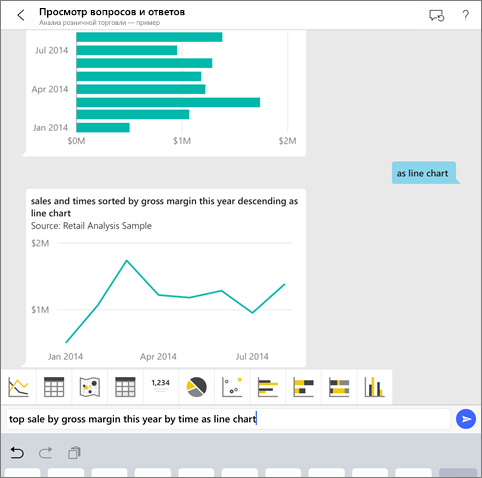 Просмотр вопросов и ответов
Анализ розничной торговли — пример
?
Jul 2014
Apr 2014
Jan 2014
$0M
$1M
$2M
as line chart
sales and times sorted by gross margin this year descending as
line chart
Source: Retail Analysis Sample
$2M
$1M
Jan 2014
Apr 2014
Jul 2014
1,234
top sale by gross margin this year by time as line chart